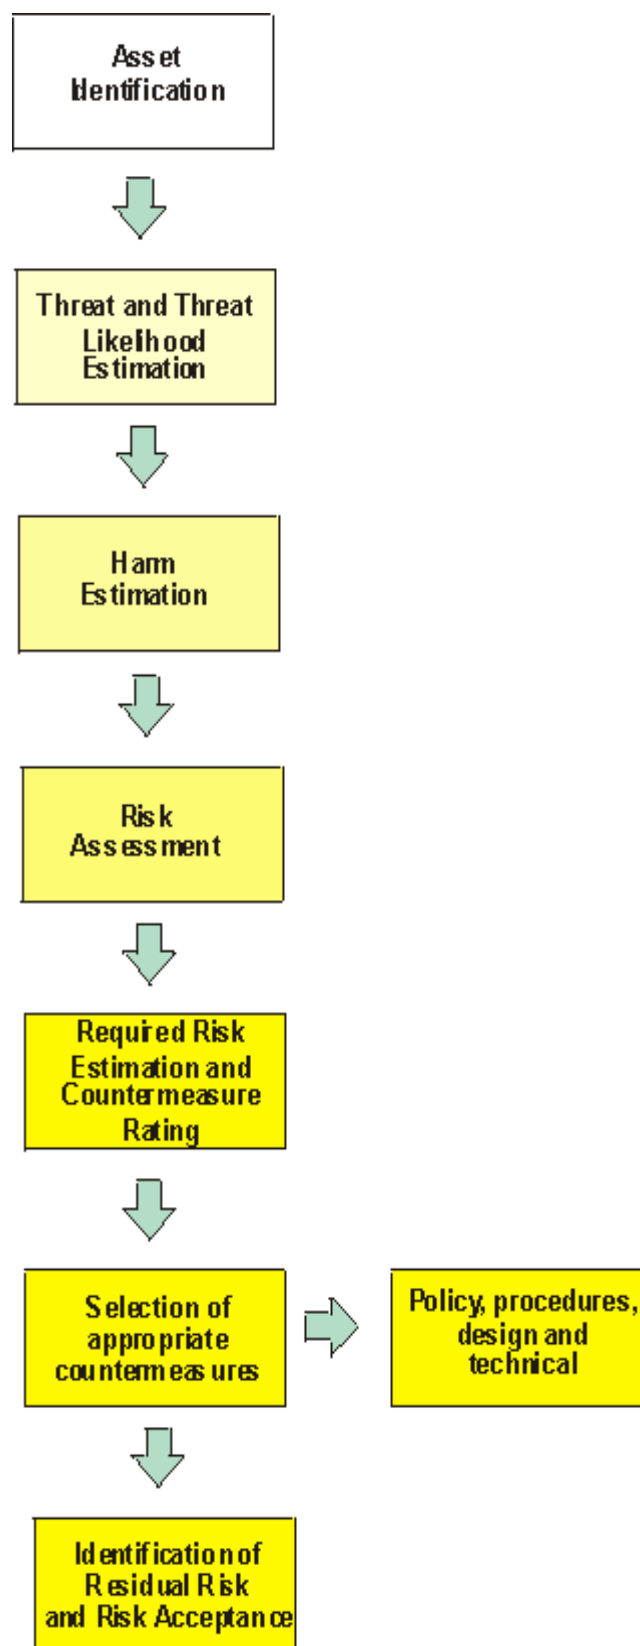 Asset
Identification
Threat and Threat
Likelihood
Estimation
Harm
Estimation
Risk
Assessment
Required Risk
Estimation and
Countermeasure
Rating
Selection of
appropriate
countermeasures
Policy, procedures,
design and
technical
Identification of
Residual Risk
and Risk Acceptance